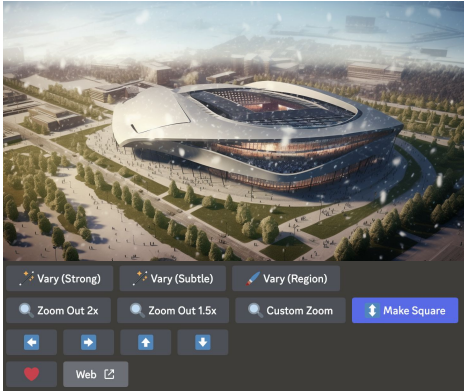 Vary (Strong) Vary (Subtle) Vary (Region)
Zoom Out 2x Zoom Out 1.5x Custom Zoom Make Square
Web